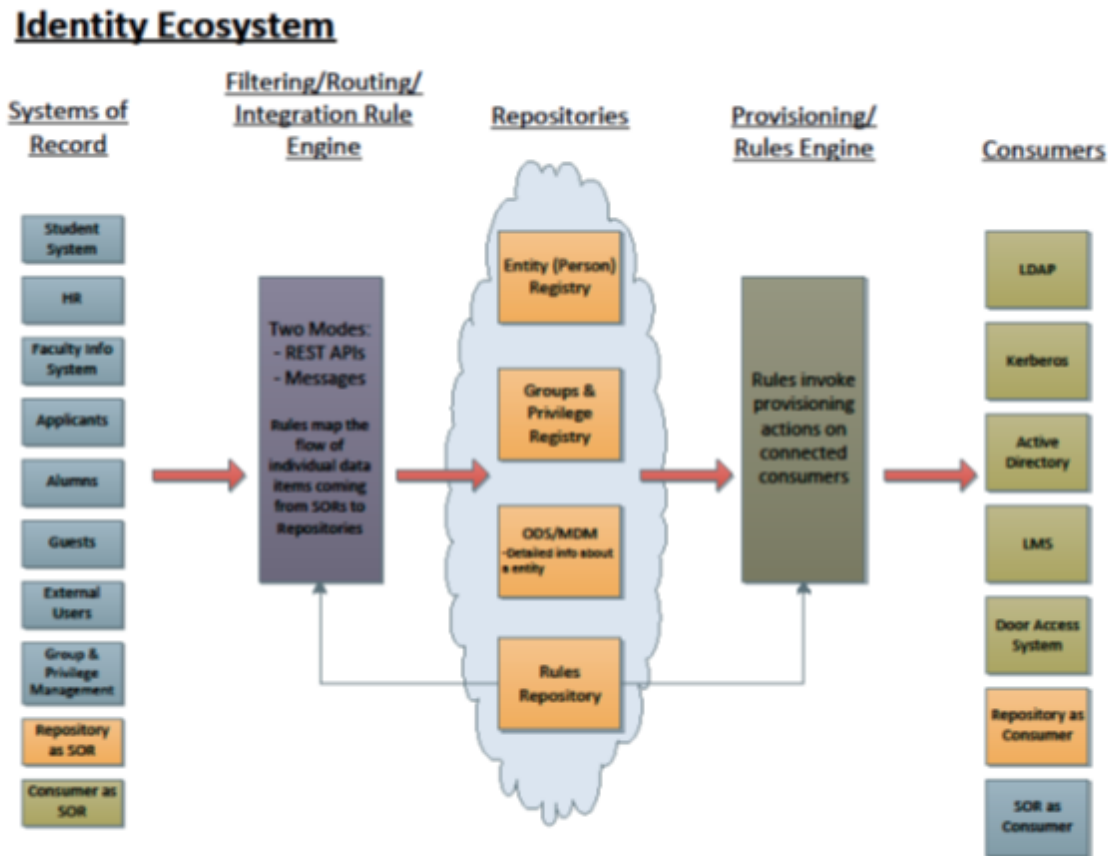 Identity Ecosystem
Systems of
Record
Filtering/Routing/
Integration Rule
Engine
Repositories
Provisioning/
Rules Engine
Consumers
Student
System
HR
Faculty Info
System
Applicants
Alumns
Guests
External
Users
Group &
Privilege
Management
Repository
as SOR
Consumer as
SOR
Two Modes:
- REST APIs
- Messages
Rules map the
flow of
individual data
items coming
from SORs to
Repositories
Entity (Person)
Registry
Groups &
Privilege
Registry
ODS/MDM
-Detailed info about
a entity
Rules
Repository
Rules invoke
provisioning
actions on
connected
consumers
LDAP
Kerberos
Active
Directory
LMS
Door Access
System
Repository as
Consumer
SOR as
Consumer